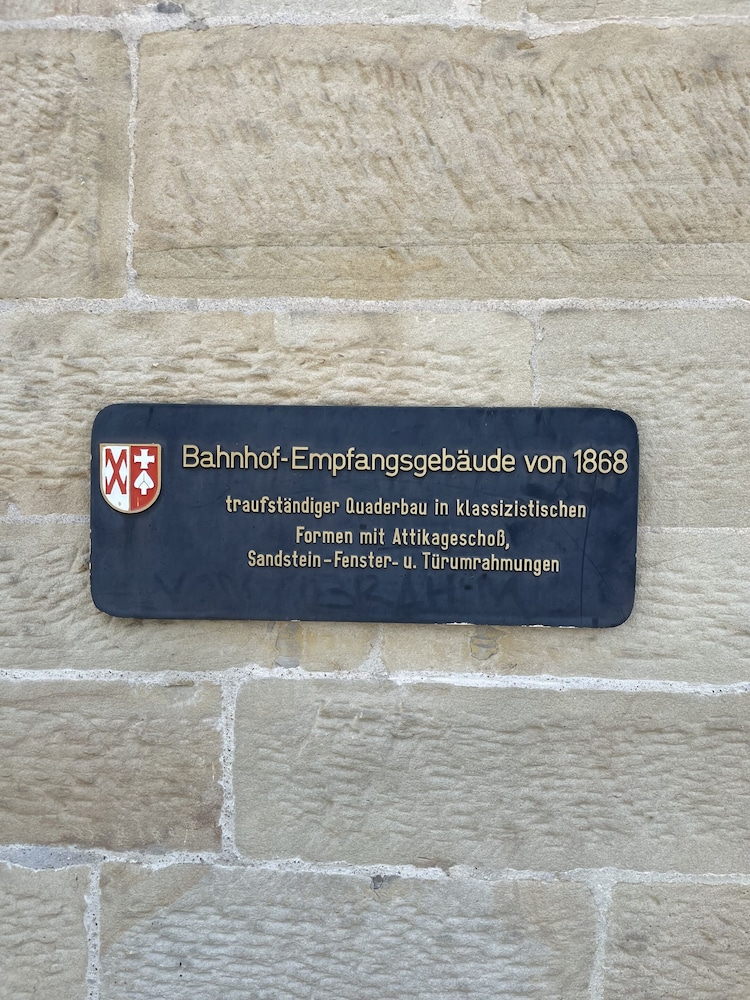 Bahnhof-Empfangsgebäude von 1868
traufständiger Quaderbau in klassizistischen
Formen mit Attikageschoß,
Sandstein-Fenster- u. Türumrahmungen